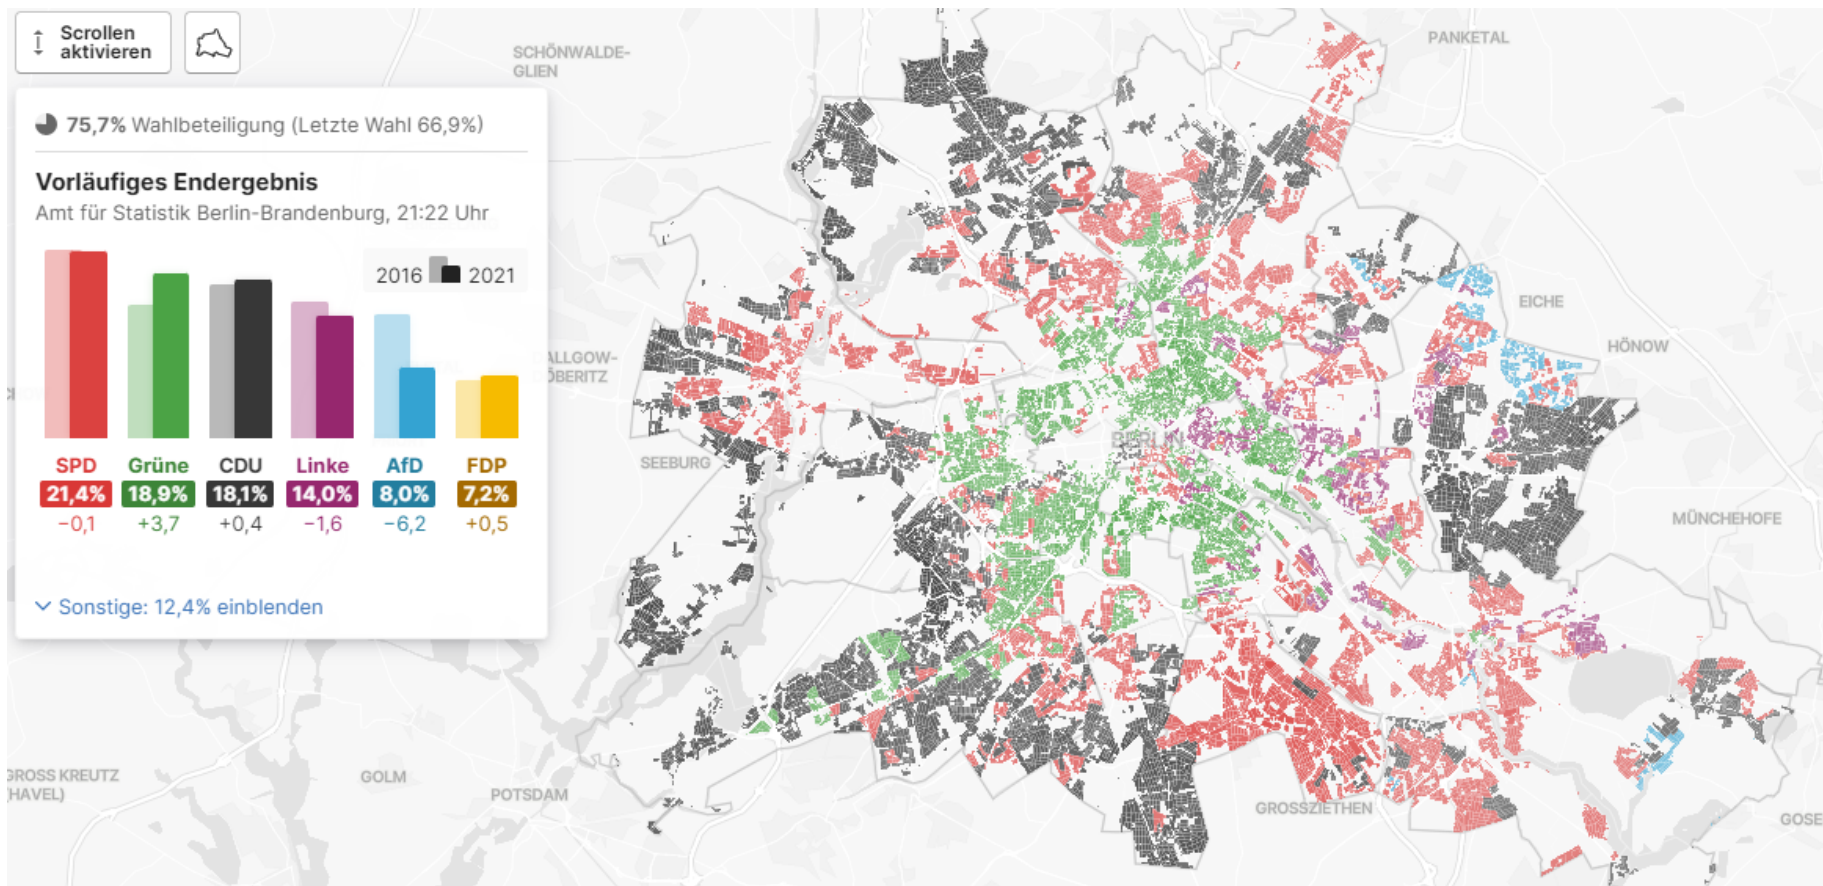 Scrollen
aktivieren
75,7% Wahlbeteiligung (Letzte Wahl 66,9%)
Vorläufiges Endergebnis
Amt für Statistik Berlin-Brandenburg, 21:22 Uhr
2016 2021
SPD Grüne CDU Linke AfD FDP
21,4% 18,9% 18,1% 14,0% 8,0% 7,2%
−0,1 +3,7 +0,4 −1,6 −6,2 +0,5
Sonstige: 12,4% einblenden
SCHÖNWALDE-
GLIEN
PANKETAL
EICHE
HÖNOW
DALLGOW-
DÖBERITZ
BERLIN
SEEBURG
MÜNCHEHOFE
GROSS KREUTZ
(HAVEL)
GOLM
POTSDAM
GROSSZIETHEN
GOSE